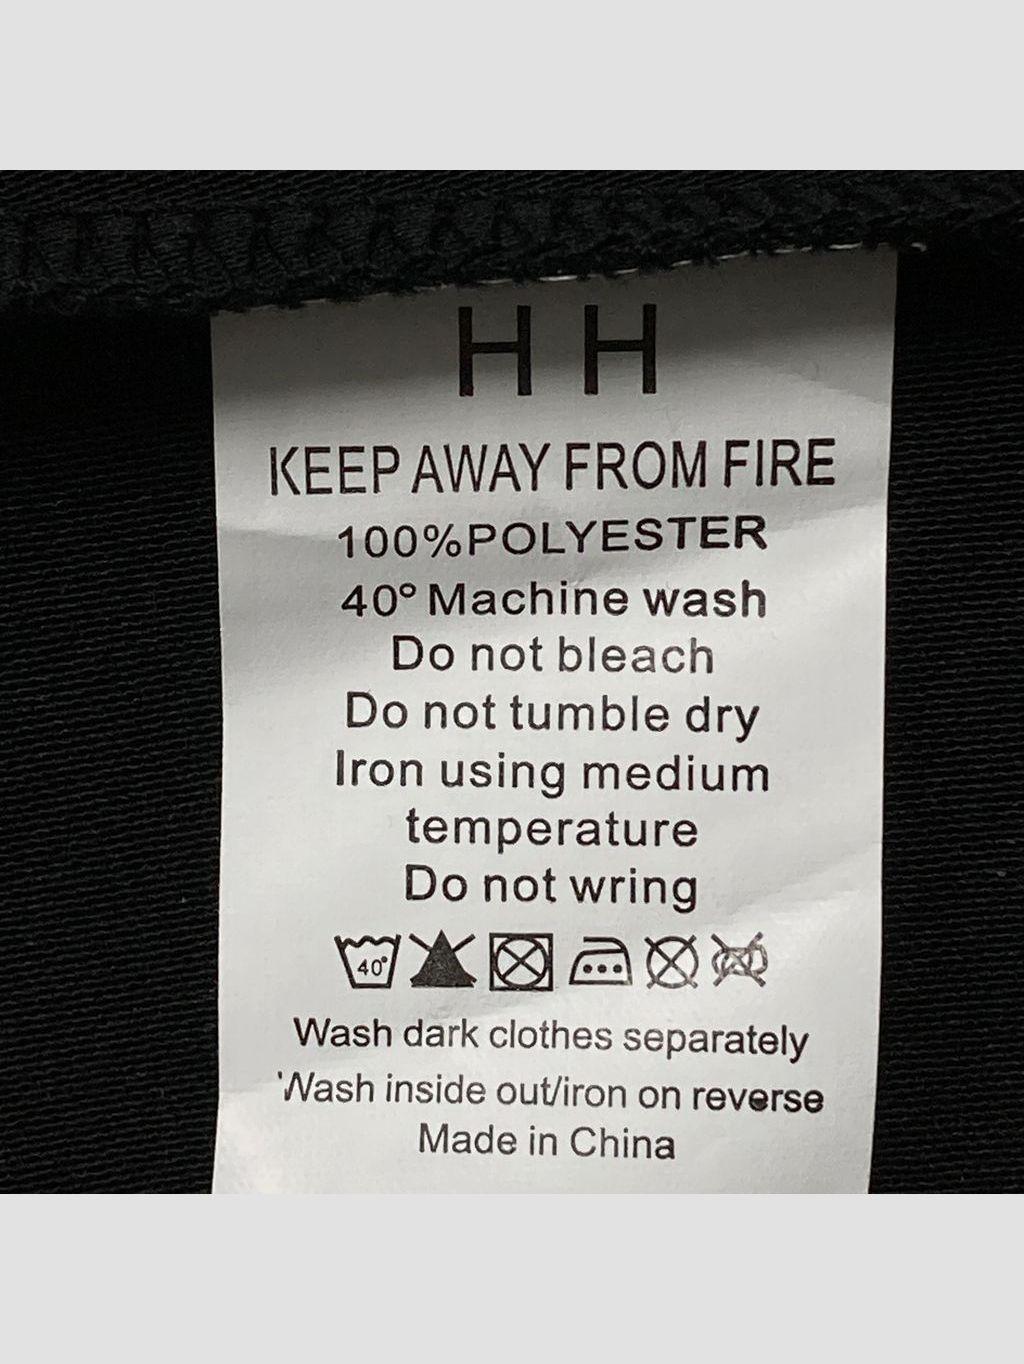 H H
KEEP AWAY FROM FIRE
100%POLYESTER
40° Machine wash
Do not bleach
Do not tumble dry
Iron using medium
temperature
Do not wring
40°
Wash dark clothes separately
Wash inside out/iron on reverse
Made in China